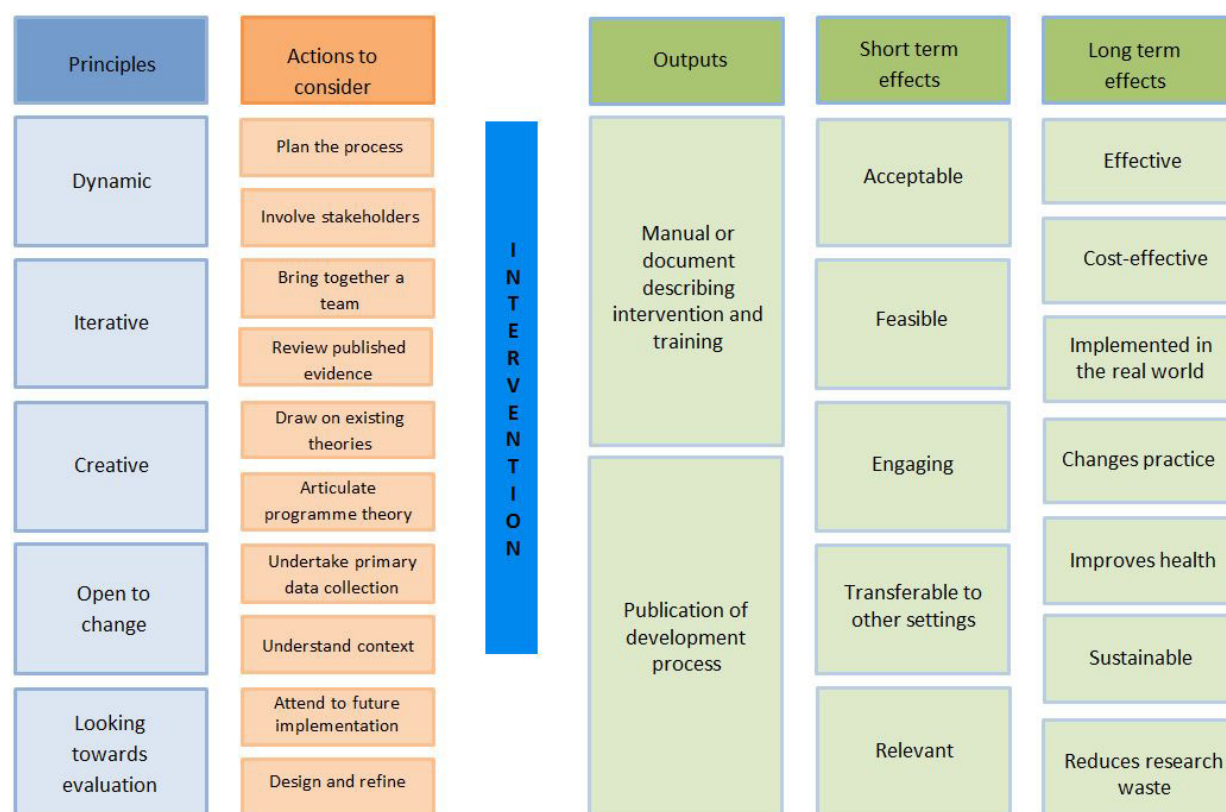 Principles
Dynamic
Iterative
Creative
Open to
change
Looking
towards
evaluation
Actions to
consider
Plan the process
Involve stakeholders
Bring together a
team
Review published
evidence
Draw on existing
theories
Articulate
programme theory
Undertake primary
data collection
Understand context
Attend to future
implementation
Design and refine
INTERVENTION
Outputs
Manual or
document
describing
intervention and
training
Publication of
development
process
Short term
effects
Acceptable
Feasible
Engaging
Transferable to
other settings
Relevant
Long term
effects
Effective
Cost-effective
Implemented in
the real world
Changes practice
Improves health
Sustainable
Reduces research
waste